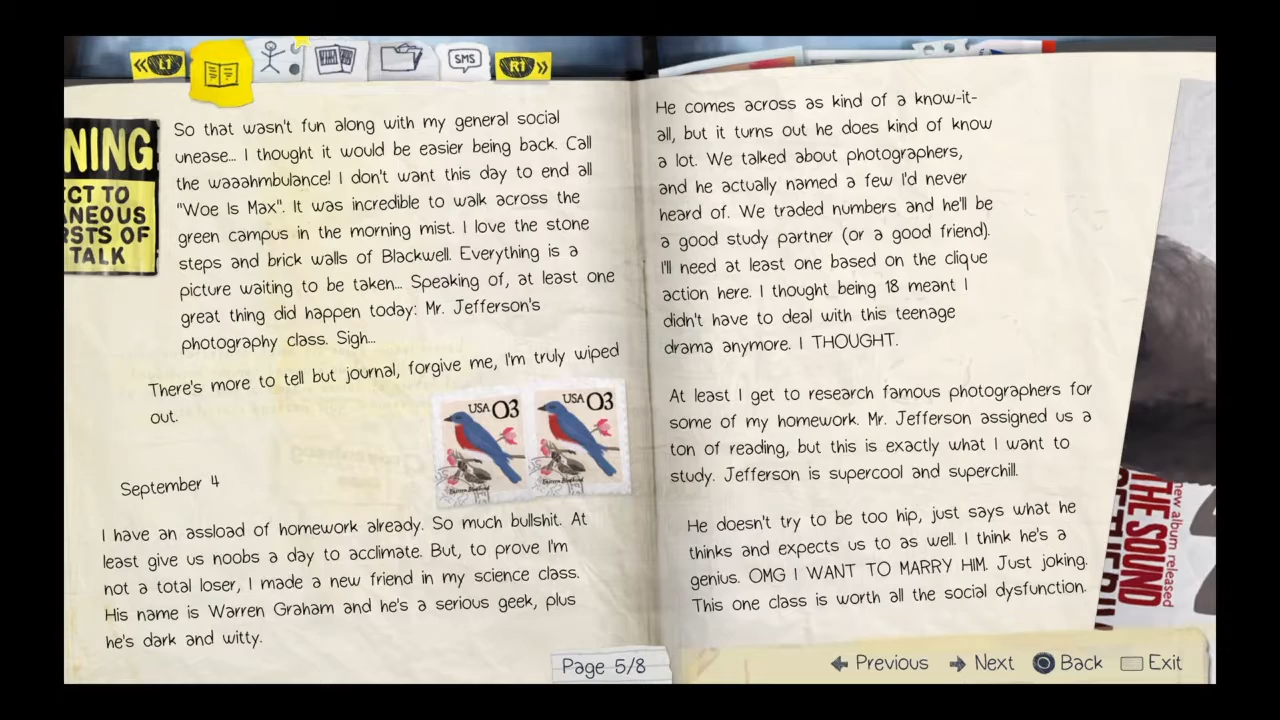 LT
SMS
R1
NING
CT TO
ANEOUS
RSTS OF
TALK
So that wasn't fun along with my general social
unease... I thought it would be easier being back. Call
the waaahmbulance! I don't want this day to end all
"Woe Is Max". It was incredible to walk across the
green campus in the morning mist. I love the stone
steps and brick walls of Blackwell. Everything is a
picture waiting to be taken... Speaking of, at least one
great thing did happen today: Mr. Jefferson's
photography class. Sigh...
There's more to tell but journal, forgive me, I'm truly wiped
out.
USA 03
USA 03
September 4
I have an assload of homework already. So much bullshit. At
least give us noobs a day to acclimate. But, to prove I'm
not a total loser, I made a new friend in my science class.
His name is Warren Graham and he's a serious geek, plus
he's dark and witty.
He comes across as kind of a know-it-
all, but it turns out he does kind of know
a lot. We talked about photographers,
and he actually named a few I'd never
heard of. We traded numbers and he'll be
a good study partner (or a good friend).
I'll need at least one based on the clique
action here. I thought being 18 meant I
didn't have to deal with this teenage
drama anymore. I THOUGHT.
At least I get to research famous photographers for
some of my homework. Mr. Jefferson assigned us a
ton of reading, but this is exactly what I want to
study. Jefferson is supercool and superchill.
He doesn't try to be too hip, just says what he
thinks and expects us to as well. I think he's a
genius. OMG I WANT TO MARRY HIM. Just joking.
This one class is worth all the social dysfunction.
new album released
THE SOUND
Page 5/8
Previous
Next
Back
Exit